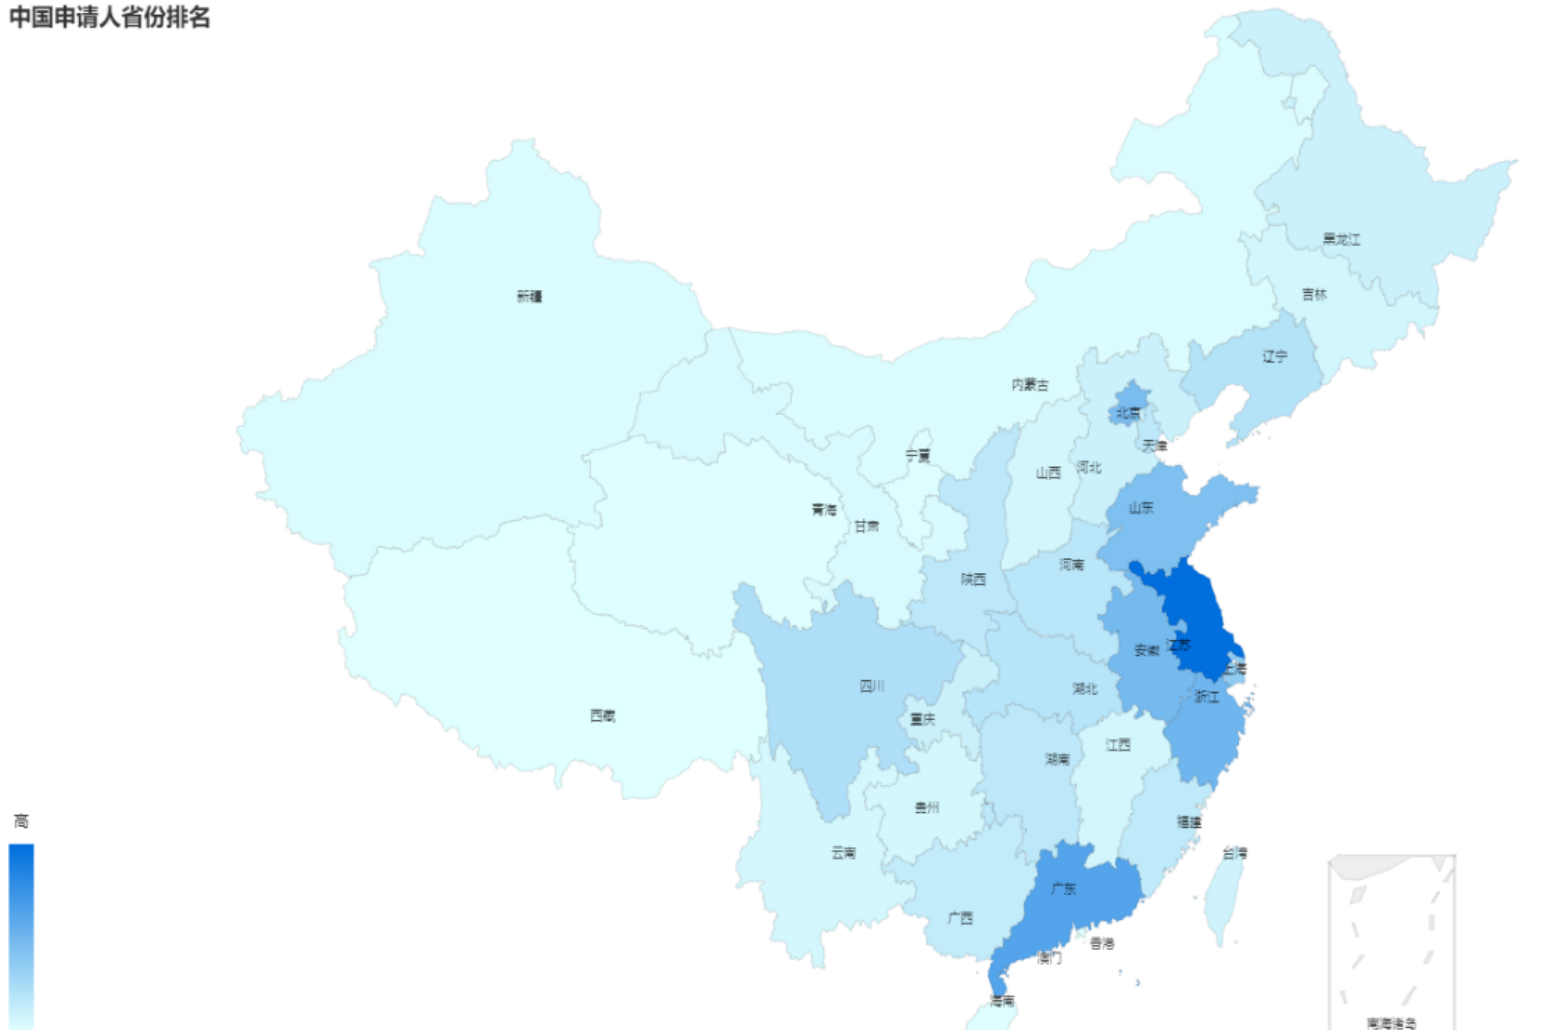 中国申请人省份排名
黑龙江
吉林
新疆
辽宁
内蒙古
北京
天津
宁夏
山西
河北
青海
甘肃
山东
河南
陕西
江苏
安徽
上海
四川
湖北
浙江
西藏
重庆
江西
湖南
贵州
高
福建
云南
台湾
广东
广西
香港
澳门
海南
南海诸岛